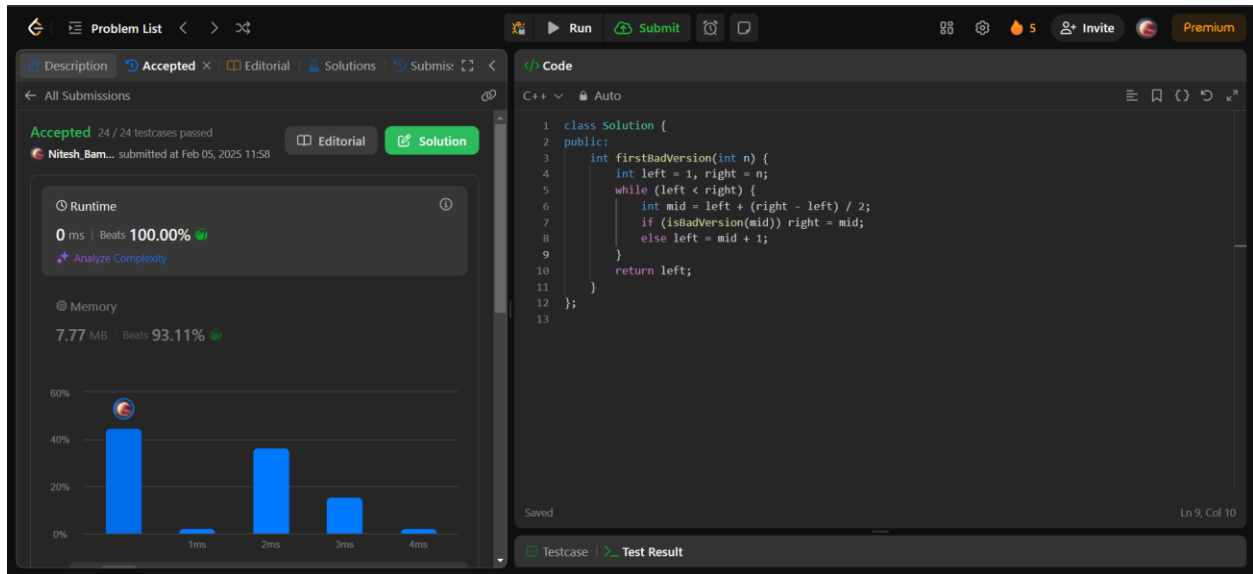 Problem List
Run
Submit
5
Invite
Premium
Description
Accepted
Editorial
Solutions
Submis
All Submissions
Accepted 24 / 24 testcases passed
Nitesh_Bam... submitted at Feb 05, 2025 11:58
Editorial
Solution
Runtime
0 ms | Beats 100.00%
Analyze Complexity
Memory
7.77 MB | Beats 93.11%
60%
40%
20%
0%
1ms
2ms
3ms
4ms
</> Code
C++
Auto
1 class Solution {
2 public:
3 int firstBadVersion(int n) {
4 int left = 1, right = n;
5 while (left < right) {
6 int mid = left + (right - left) / 2;
7 if (isBadVersion(mid)) right = mid;
8 else left = mid + 1;
9 }
10 return left;
11 }
12 };
13
Saved
Ln 9, Col 10
Testcase
>_ Test Result